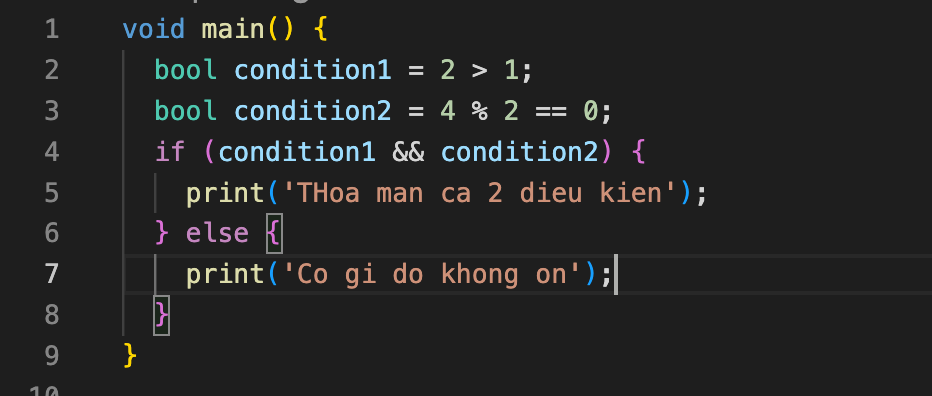 1 void main() {
2 bool condition1 = 2 > 1;
3 bool condition2 = 4 % 2 == 0;
4 if (condition1 && condition2) {
5 print('THoa man ca 2 dieu kien');
6 } else {
7 print('Co gi do khong on');
8 }
9 }
10